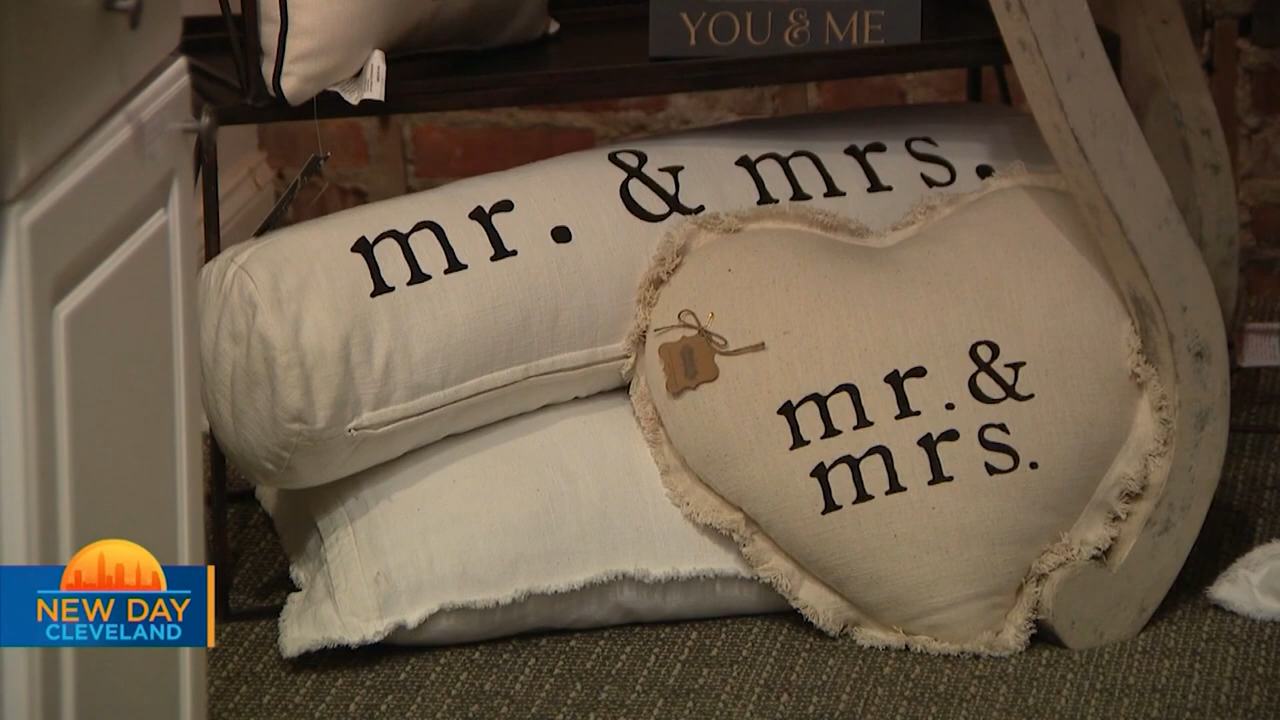 YOU & ME
mr. & mrs.
mr. &
mrs.
NEW DAY
CLEVELAND